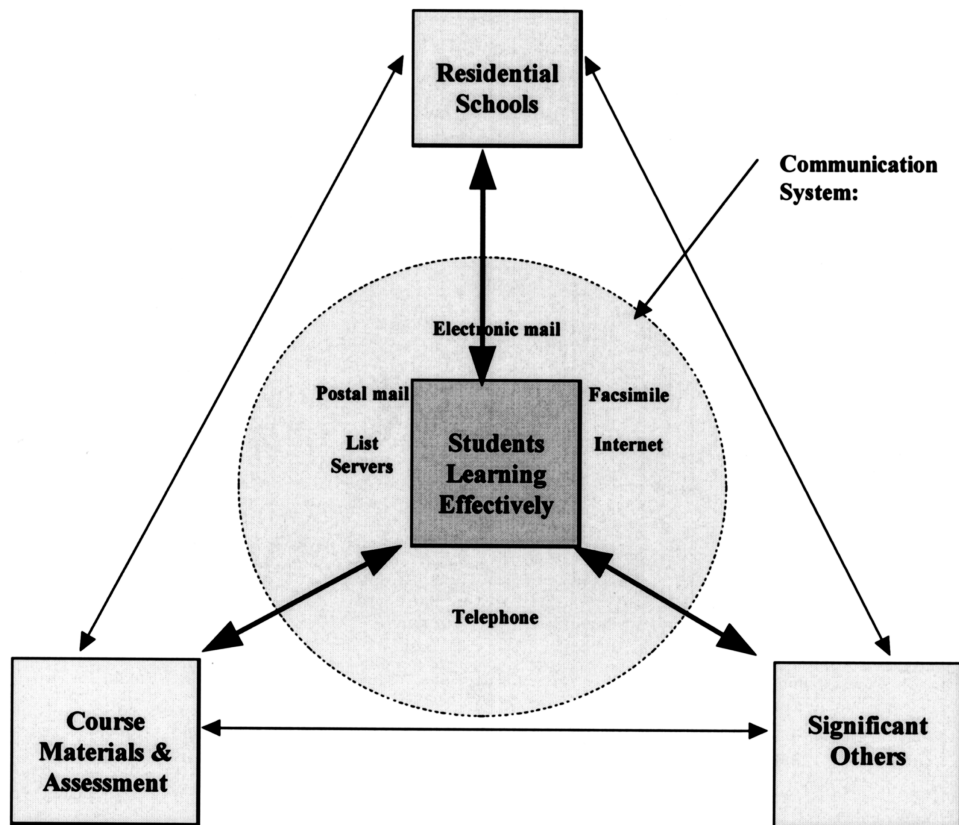 Residential
Schools
Communication
System:
Electronic mail
Postal mail
Facsimile
List
Servers
Internet
Students
Learning
Effectively
Telephone
Course
Materials &
Assessment
Significant
Others